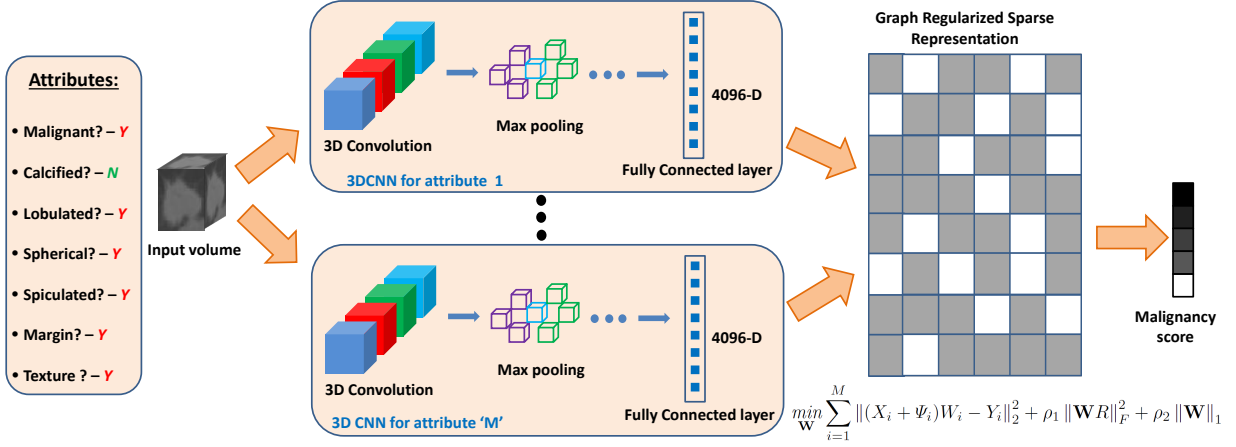 Attributes:
• Malignant? – Y
• Calcified? – N
• Lobulated? – Y
• Spherical? – Y
• Spiculated? – Y
• Margin? – Y
• Texture ? – Y
Input volume
3D Convolution
Max pooling
4096-D
Fully Connected layer
3DCNN for attribute 1
3D Convolution
Max pooling
4096-D
Fully Connected layer
3D CNN for attribute ‘M’
Graph Regularized Sparse
Representation
Malignancy
score
min_W ∑_{i=1}^{M} ‖(X_i + Ψ_i)W_i − Y_i‖_2^2 + ρ_1 ‖WR‖_F^2 + ρ_2 ‖W‖_1